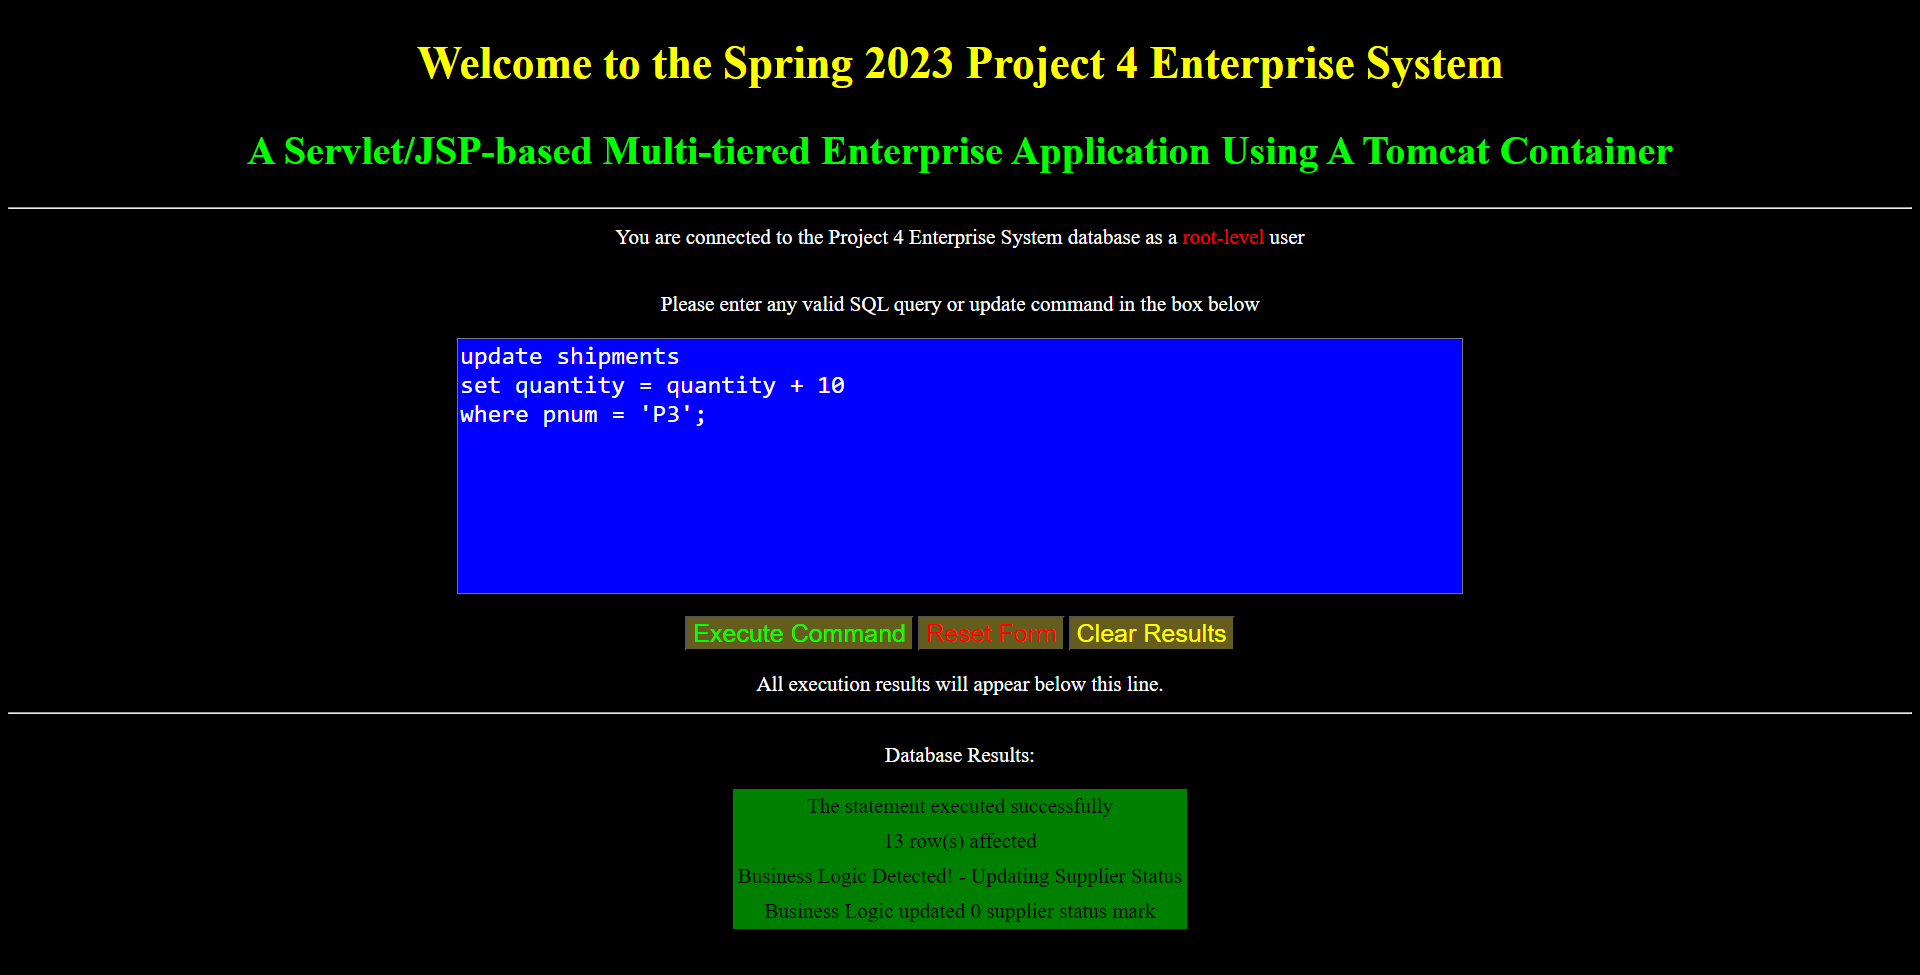 Welcome to the Spring 2023 Project 4 Enterprise System
A Servlet/JSP-based Multi-tiered Enterprise Application Using A Tomcat Container
You are connected to the Project 4 Enterprise System database as a root-level user
Please enter any valid SQL query or update command in the box below
update shipments
set quantity = quantity + 10
where pnum = 'P3';
Execute Command Reset Form Clear Results
All execution results will appear below this line.
Database Results:
The statement executed successfully
13 row(s) affected
Business Logic Detected! - Updating Supplier Status
Business Logic updated 0 supplier status mark